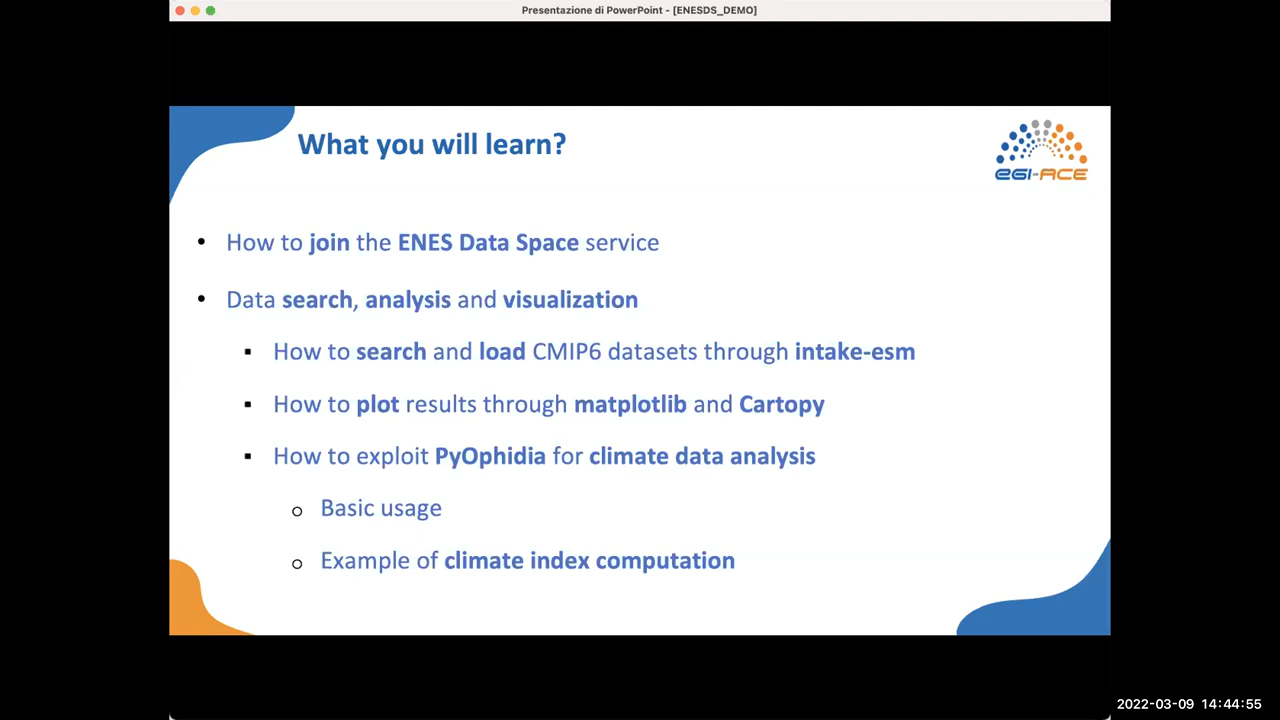 Presentazione di PowerPoint - [ENESDS_DEMO]
What you will learn?
EGI-ACE
• How to join the ENES Data Space service
• Data search, analysis and visualization
▪ How to search and load CMIP6 datasets through intake-esm
▪ How to plot results through matplotlib and Cartopy
▪ How to exploit PyOphidia for climate data analysis
o Basic usage
o Example of climate index computation
2022-03-09 14:44:55